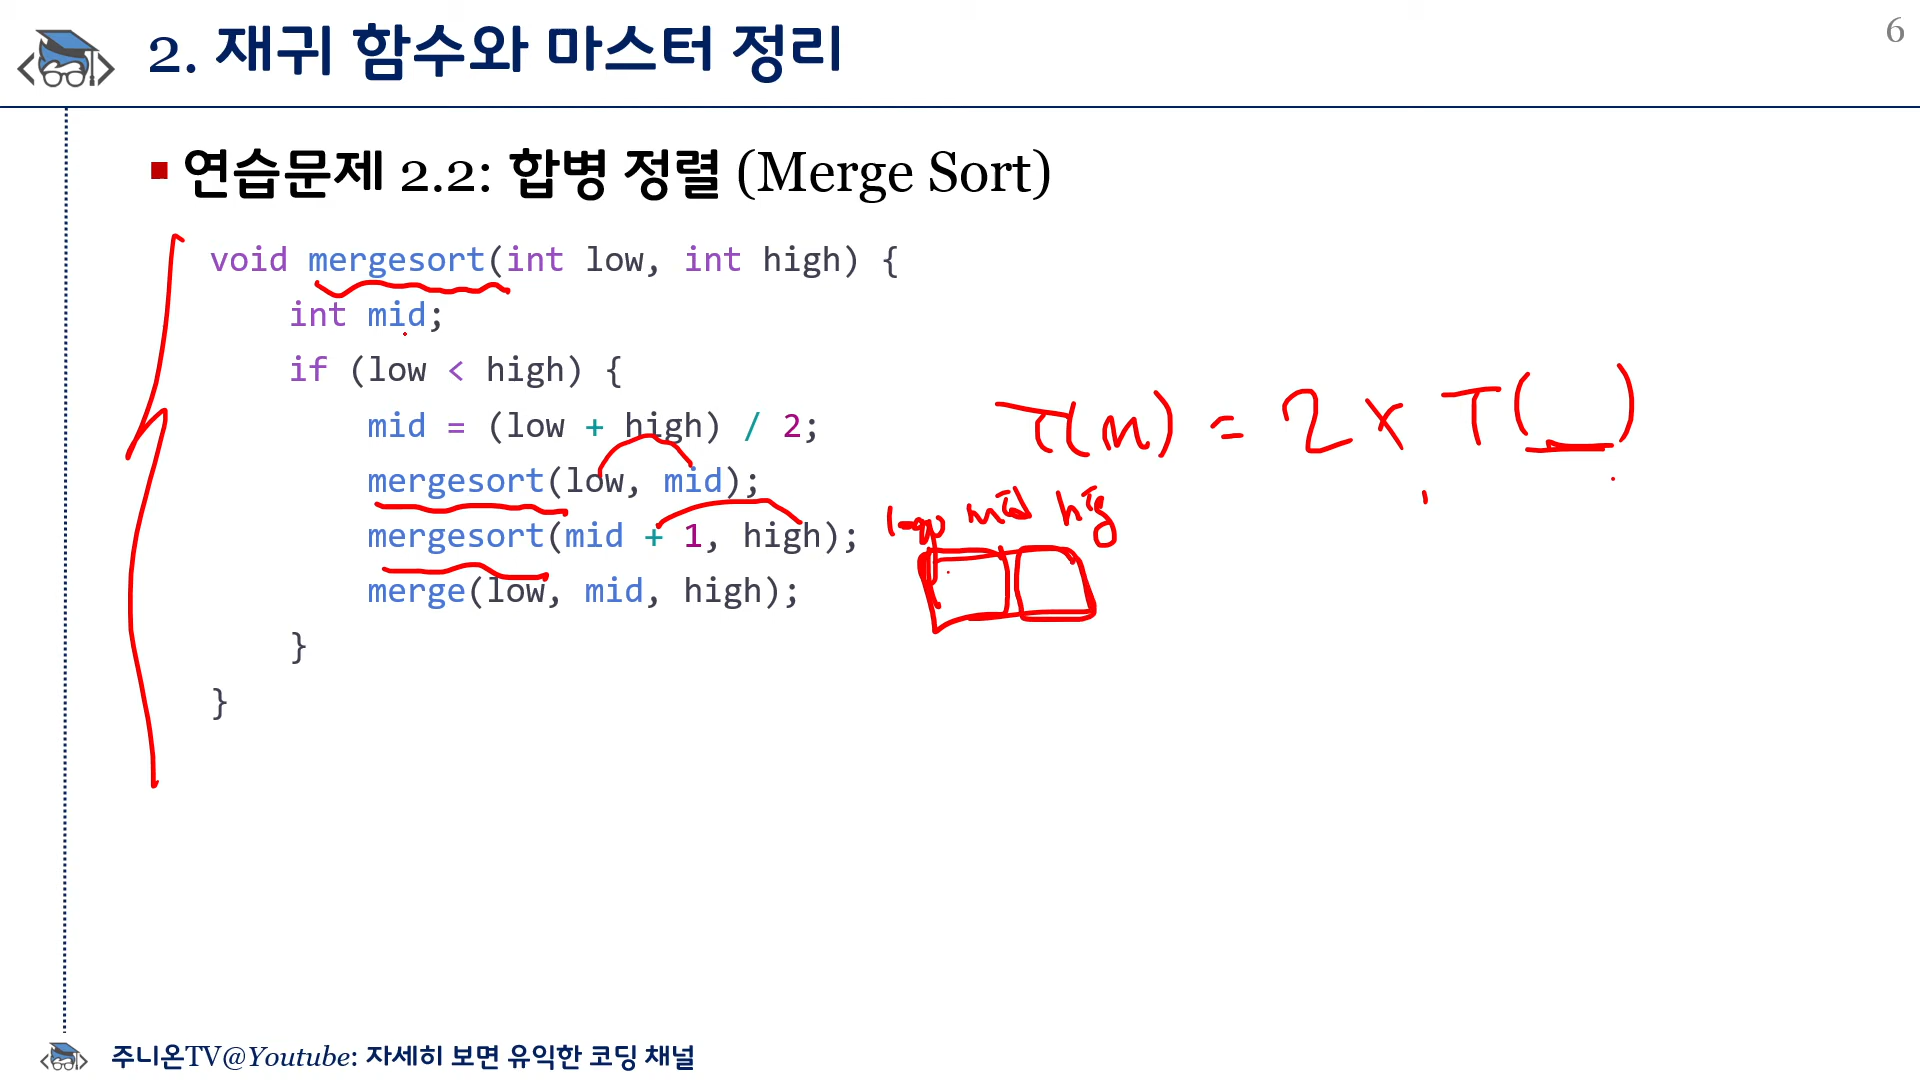 2. 재귀 함수와 마스터 정리
6
연습문제 2.2: 합병 정렬 (Merge Sort)
void mergesort(int low, int high) {
int mid;
if (low < high) {
mid = (low + high) / 2;
mergesort(low, mid);
mergesort(mid + 1, high);
merge(low, mid, high);
}
}
T(n) = 2 × T( )
low mid hig
주니온TV@Youtube: 자세히 보면 유익한 코딩 채널